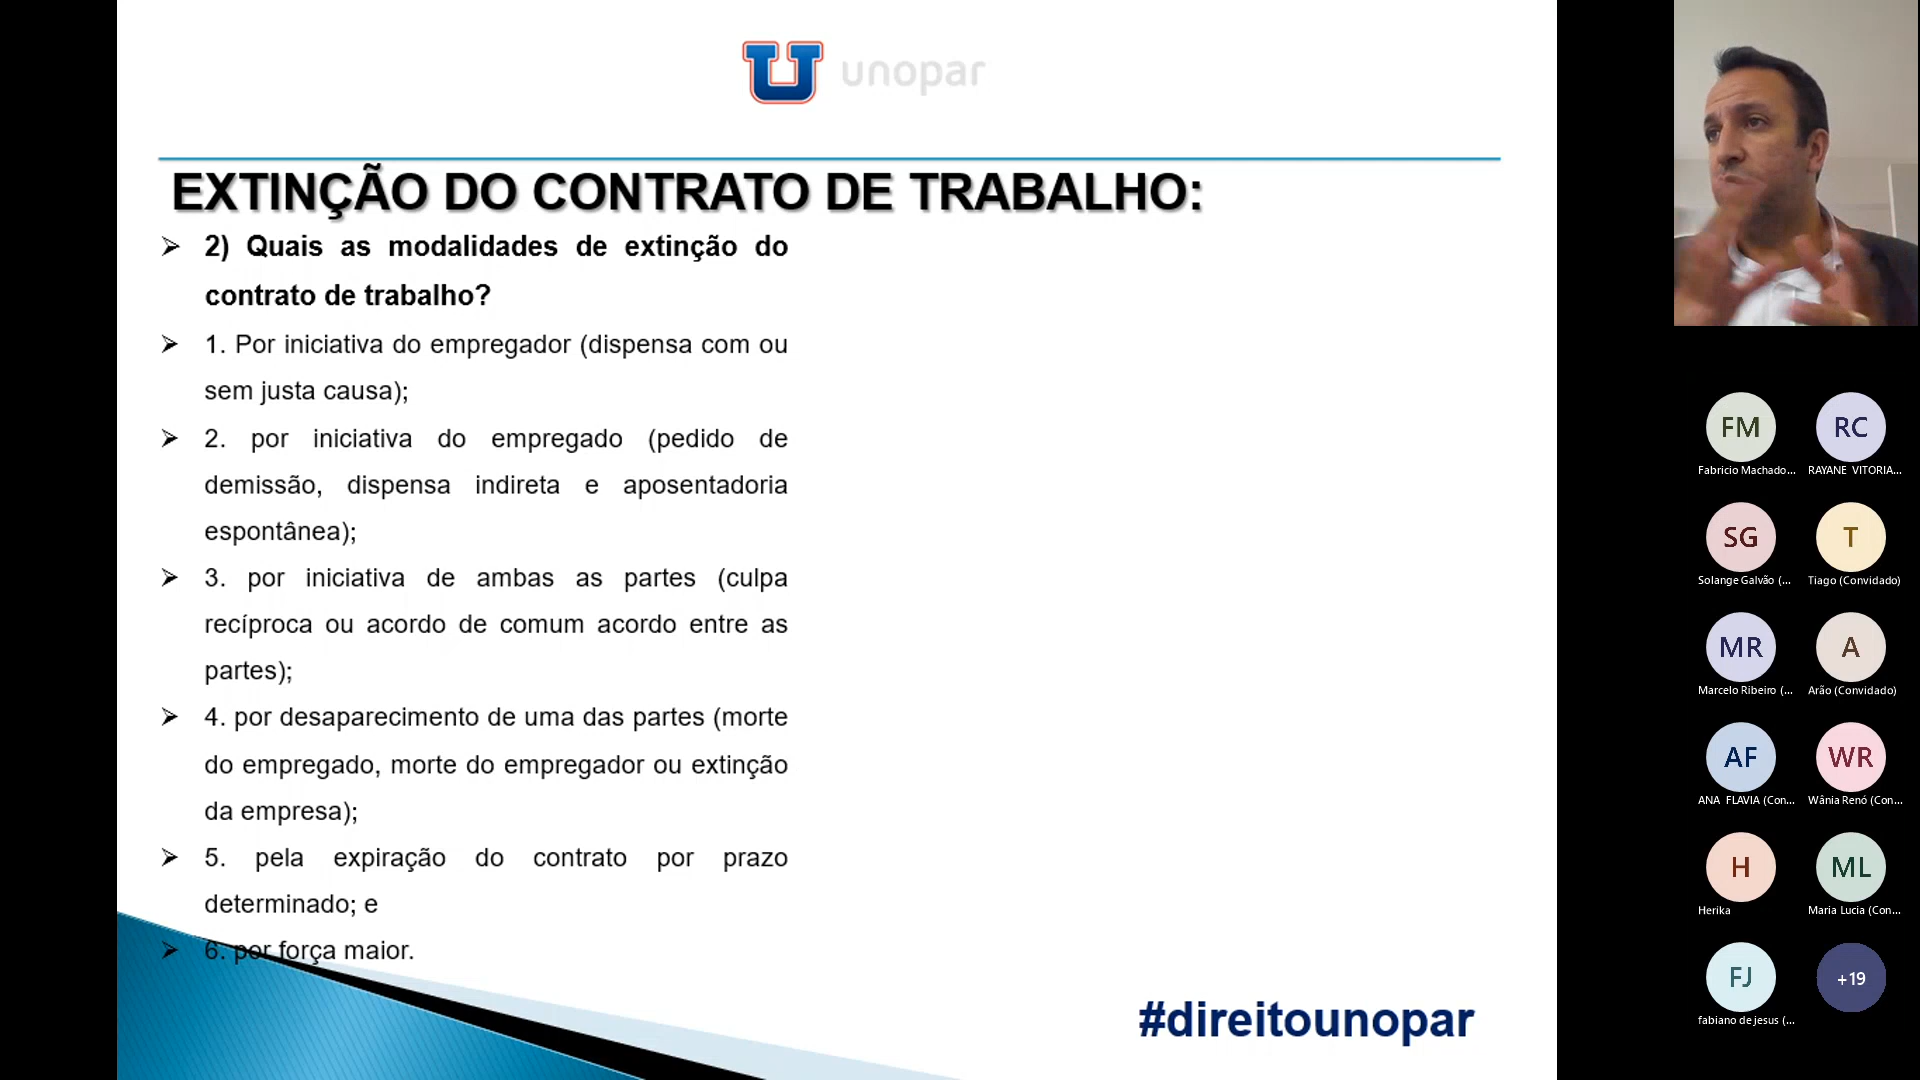 unopar
EXTINÇÃO DO CONTRATO DE TRABALHO:
2) Quais as modalidades de extinção do
contrato de trabalho?
1. Por iniciativa do empregador (dispensa com ou
sem justa causa);
2. por iniciativa do empregado (pedido de
demissão, dispensa indireta e aposentadoria
espontânea);
3. por iniciativa de ambas as partes (culpa
recíproca ou acordo de comum acordo entre as
partes);
4. por desaparecimento de uma das partes (morte
do empregado, morte do empregador ou extinção
da empresa);
5. pela expiração do contrato por prazo
determinado; e
6. por força maior.
#direitounopar
FM
Fabricio Machado...
RC
RAYANE VITORIA...
SG
Solange Galvão (...
T
Tiago (Convidado)
MR
Marcelo Ribeiro (...
A
Arão (Convidado)
AF
ANA FLAVIA (Con...
WR
Wânia Renó (Con...
H
Herika
ML
Maria Lucia (Con...
FJ
fabiano de jesus (...
+19